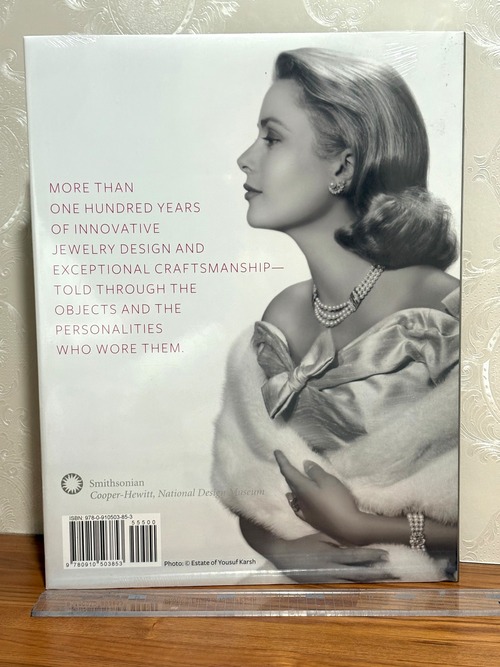 MORE THAN
ONE HUNDRED YEARS
OF INNOVATIVE
JEWELRY DESIGN AND
EXCEPTIONAL CRAFTSMANSHIP—
TOLD THROUGH THE
OBJECTS AND THE
PERSONALITIES
WHO WORE THEM.
Smithsonian
Cooper-Hewitt, National Design Museum
ISBN 978-0-910503-85-3
55500
9 780910 503853
Photo: © Estate of Yousuf Karsh